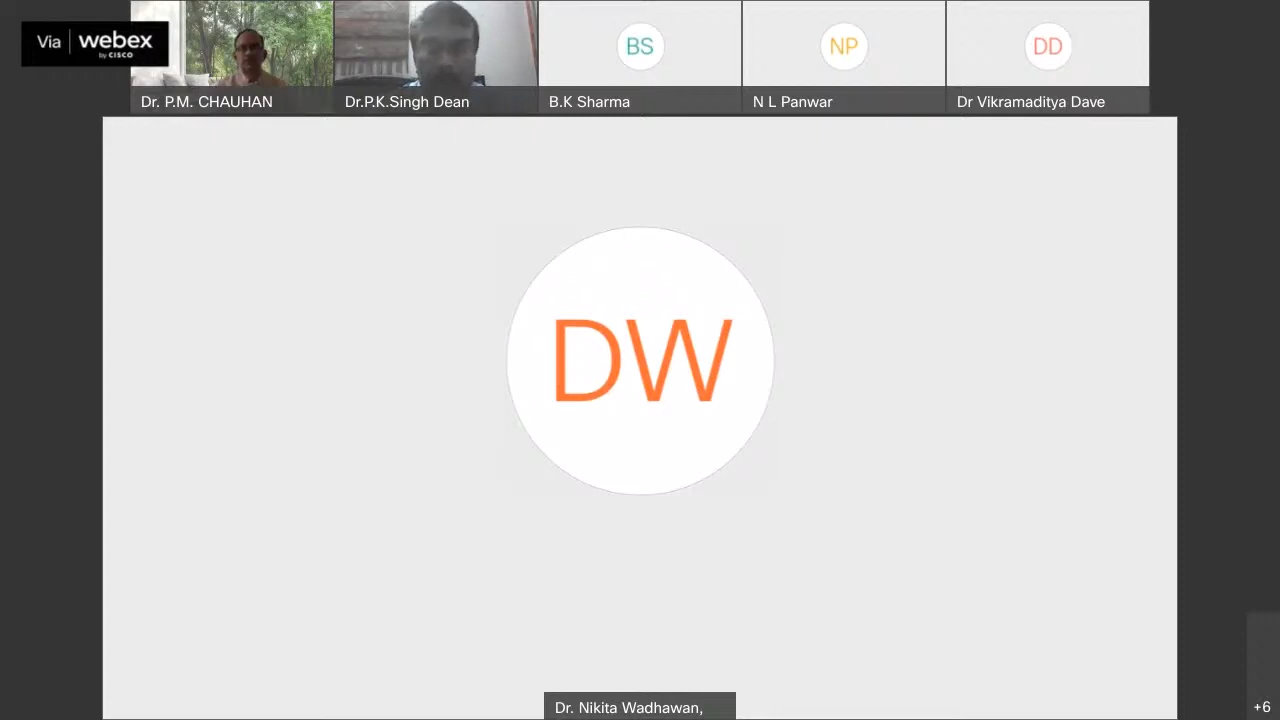 Via webex
by CISCO
BS
NP
DD
Dr. P.M. CHAUHAN
Dr.P.K.Singh Dean
B.K Sharma
N L Panwar
Dr Vikramaditya Dave
DW
Dr. Nikita Wadhawan,
+6